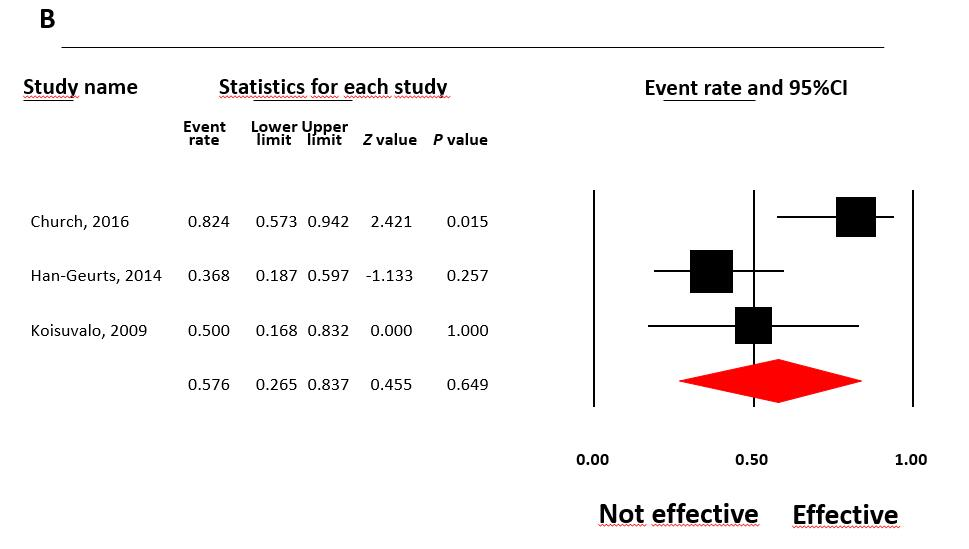 B
Study name Statistics for each study Event rate and 95%CI
Event rate Lower limit Upper limit Z value P value
Church, 2016 0.824 0.573 0.942 2.421 0.015
Han-Geurts, 2014 0.368 0.187 0.597 -1.133 0.257
Koisuvalo, 2009 0.500 0.168 0.832 0.000 1.000
0.576 0.265 0.837 0.455 0.649
0.00 0.50 1.00
Not effective Effective